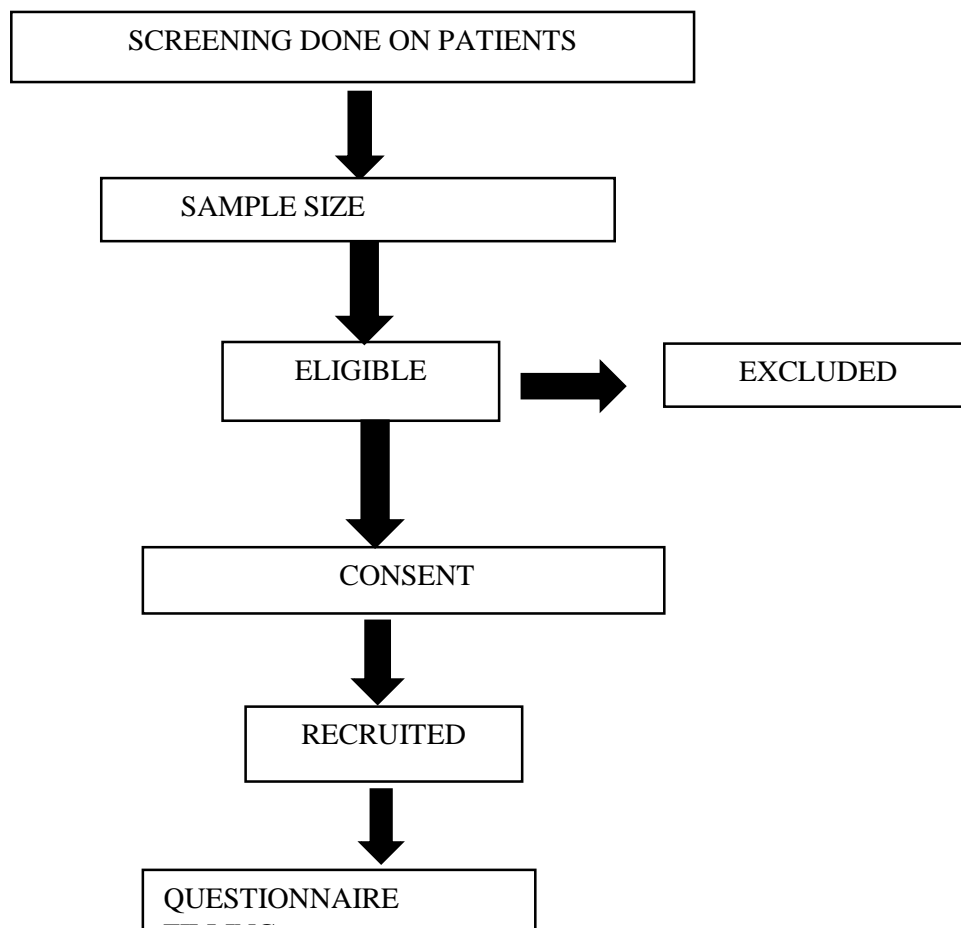 SCREENING DONE ON PATIENTS
SAMPLE SIZE
ELIGIBLE
EXCLUDED
CONSENT
RECRUITED
QUESTIONNAIRE